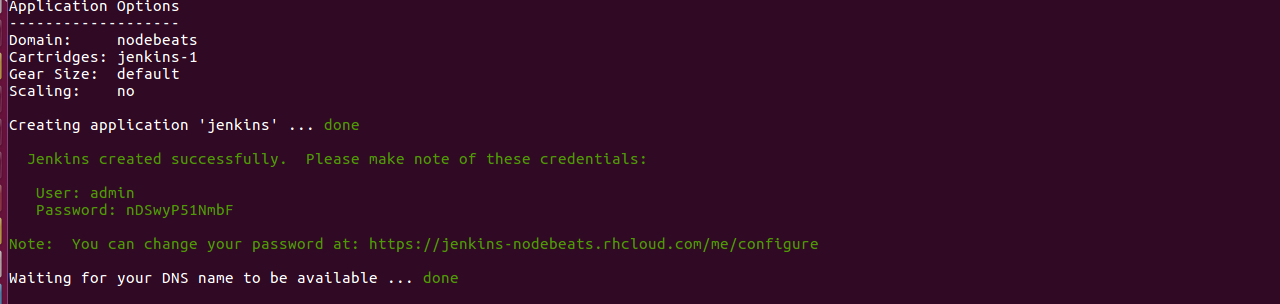 Application Options
-------------------
Domain:     nodebeats
Cartridges: jenkins-1
Gear Size:  default
Scaling:    no
Creating application 'jenkins' ... done
Jenkins created successfully.  Please make note of these credentials:
User: admin
Password: nDSwyP51NmbF
Note:  You can change your password at: https://jenkins-nodebeats.rhcloud.com/me/configure
Waiting for your DNS name to be available ... done